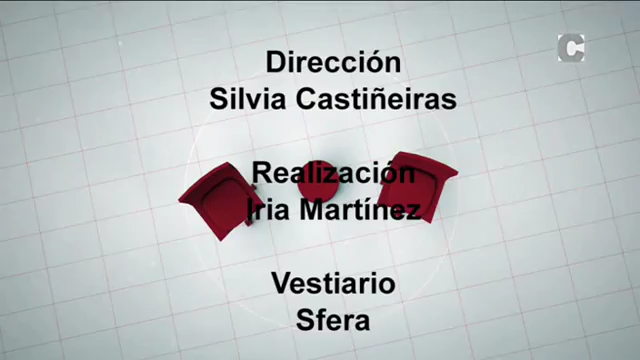 C
Dirección
Silvia Castiñeiras
Realización
Iria Martínez
Vestiario
Sfera